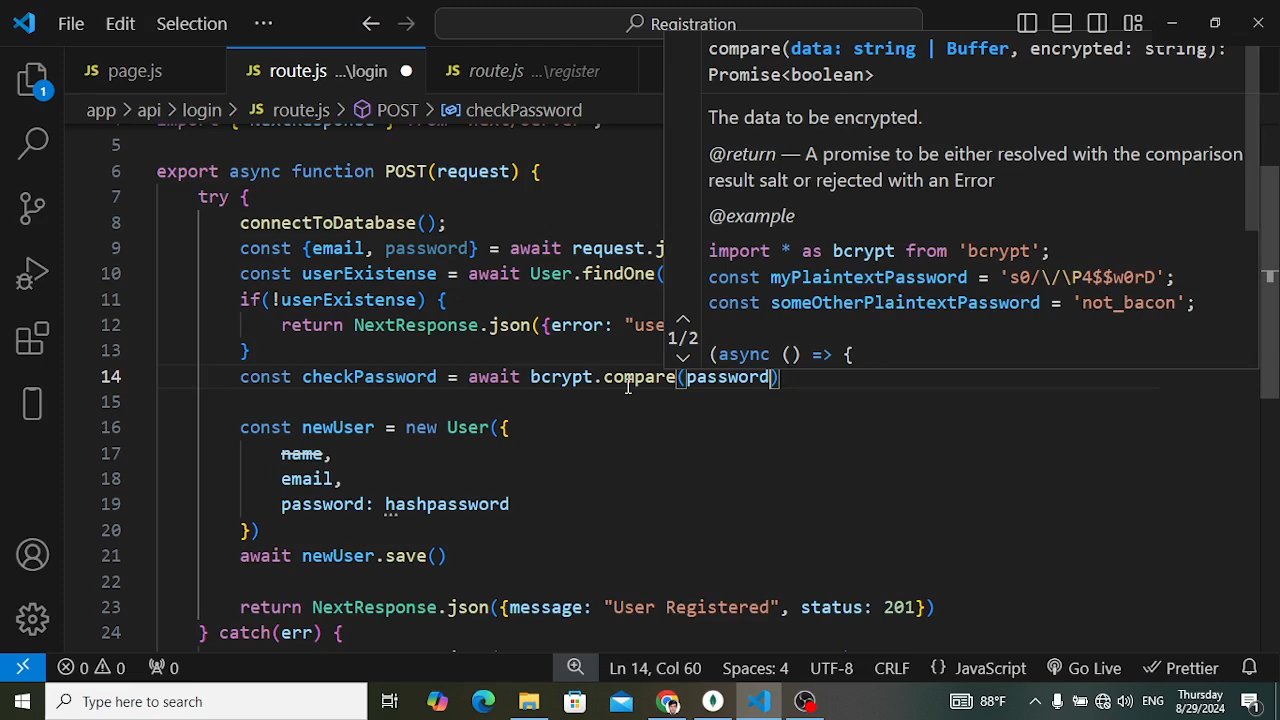 File Edit Selection ··· Registration
page.js route.js ...\login route.js ...\register
app > api > login > route.js > POST > checkPassword
5
6 export async function POST(request) {
7 try {
8 connectToDatabase();
9 const {email, password} = await request.j
10 const userExistense = await User.findOne(
11 if(!userExistense) {
12 return NextResponse.json({error: "use
13 }
14 const checkPassword = await bcrypt.compare(password)
15
16 const newUser = new User({
17 name,
18 email,
19 password: hashpassword
20 })
21 await newUser.save()
22
23 return NextResponse.json({message: "User Registered", status: 201})
24 } catch(err) {
compare(data: string | Buffer, encrypted: string):
Promise<boolean>
The data to be encrypted.
@return — A promise to be either resolved with the comparison
result salt or rejected with an Error
@example
import * as bcrypt from 'bcrypt';
const myPlaintextPassword = 's0/\/\P4$$w0rD';
const someOtherPlaintextPassword = 'not_bacon';
(async () => {
1/2
1
0 0 0 Ln 14, Col 60 Spaces: 4 UTF-8 CRLF {} JavaScript Go Live Prettier
Type here to search 88°F ENG Thursday
8/29/2024 1